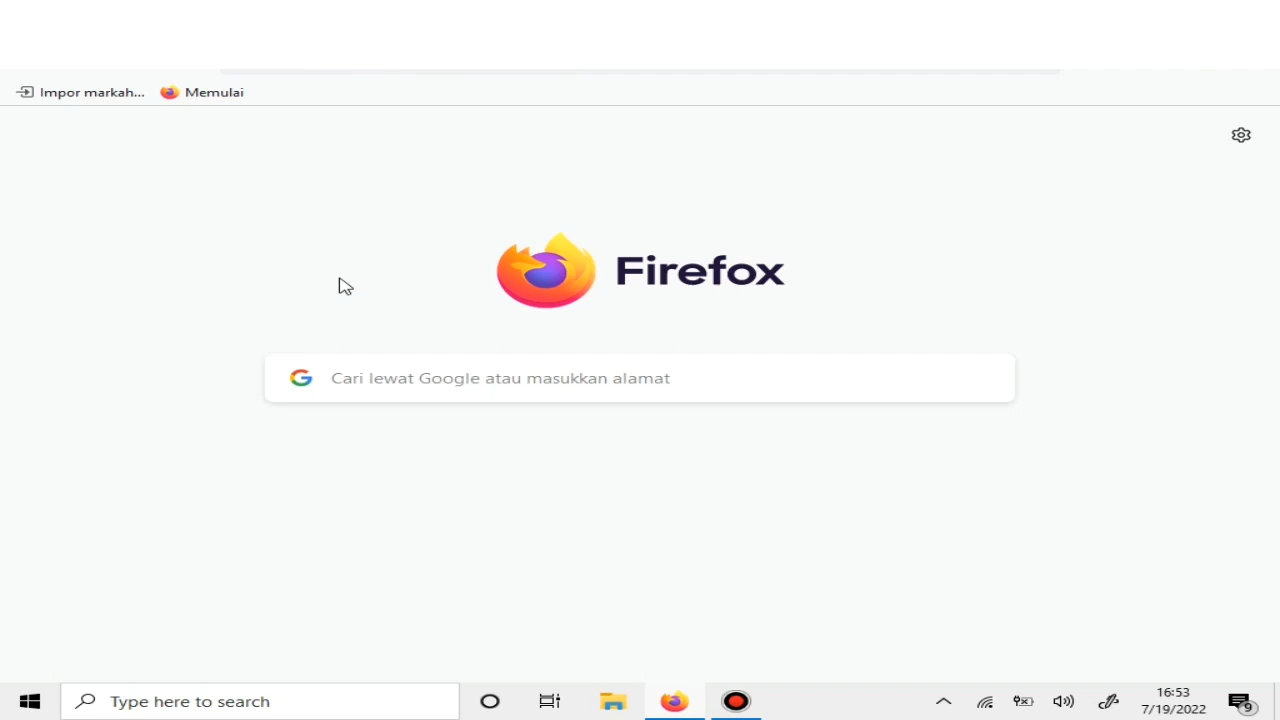 Impor markah... Memulai
Firefox
Cari lewat Google atau masukkan alamat
Type here to search
16:53
7/19/2022
9